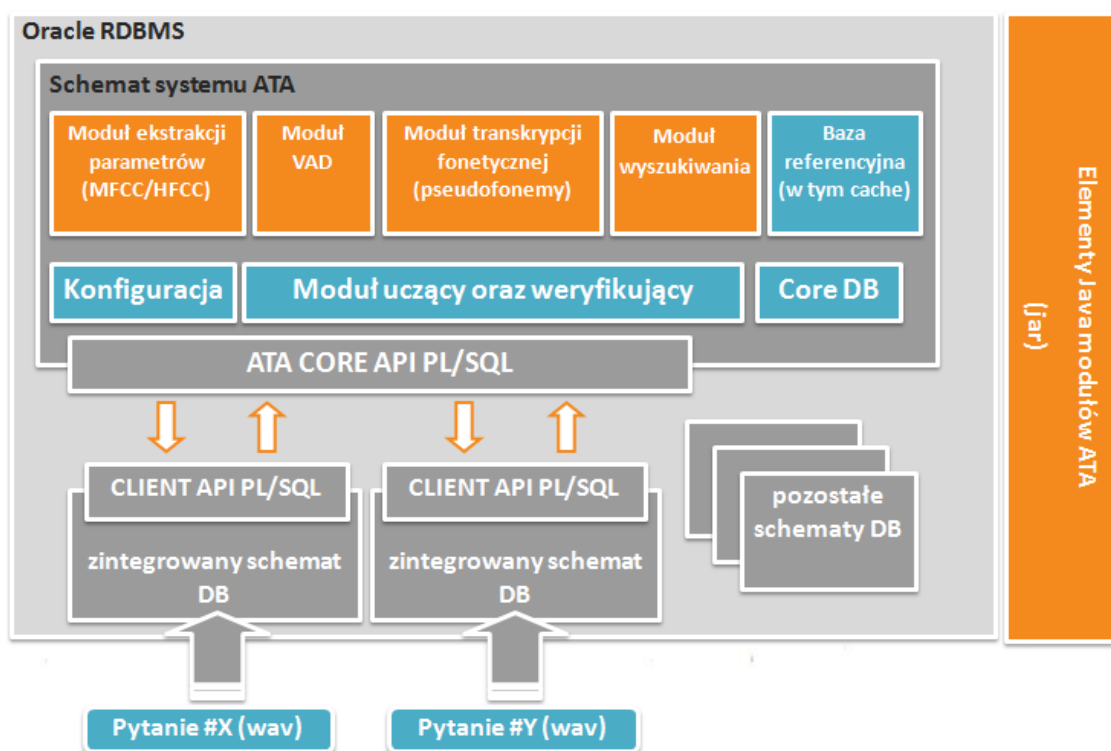 Oracle RDBMS
Schemat systemu ATA
Moduł ekstrakcji
parametrów
(MFCC/HFCC)
Moduł
VAD
Moduł transkrypcji
fonetycznej
(pseudofonemy)
Moduł
wyszukiwania
Baza
referencyjna
(w tym cache)
Konfiguracja
Moduł uczący oraz weryfikujący
Core DB
ATA CORE API PL/SQL
CLIENT API PL/SQL
zintegrowany schemat
DB
CLIENT API PL/SQL
zintegrowany schemat
DB
pozostałe
schematy DB
Pytanie #X (wav)
Pytanie #Y (wav)
Elementy Java modułów ATA
(jar)